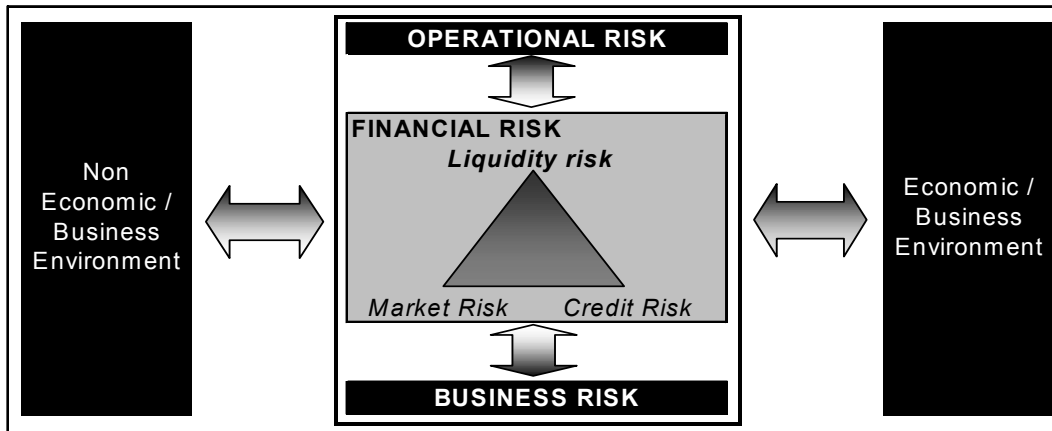 Non
Economic /
Business
Environment
OPERATIONAL RISK
FINANCIAL RISK
Liquidity risk
Market Risk
Credit Risk
BUSINESS RISK
Economic /
Business
Environment